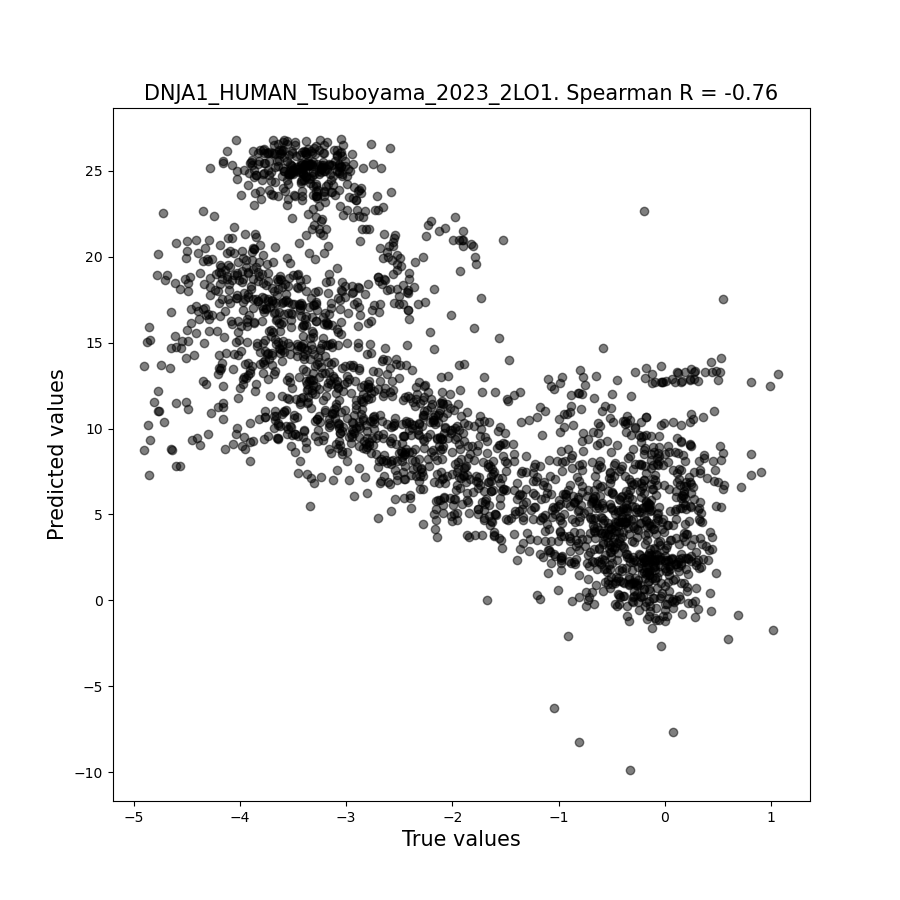 DNJA1_HUMAN_Tsuboyama_2023_2LO1. Spearman R = -0.76
Predicted values
25
20
15
10
5
0
−5
−10
−5 −4 −3 −2 −1 0 1
True values